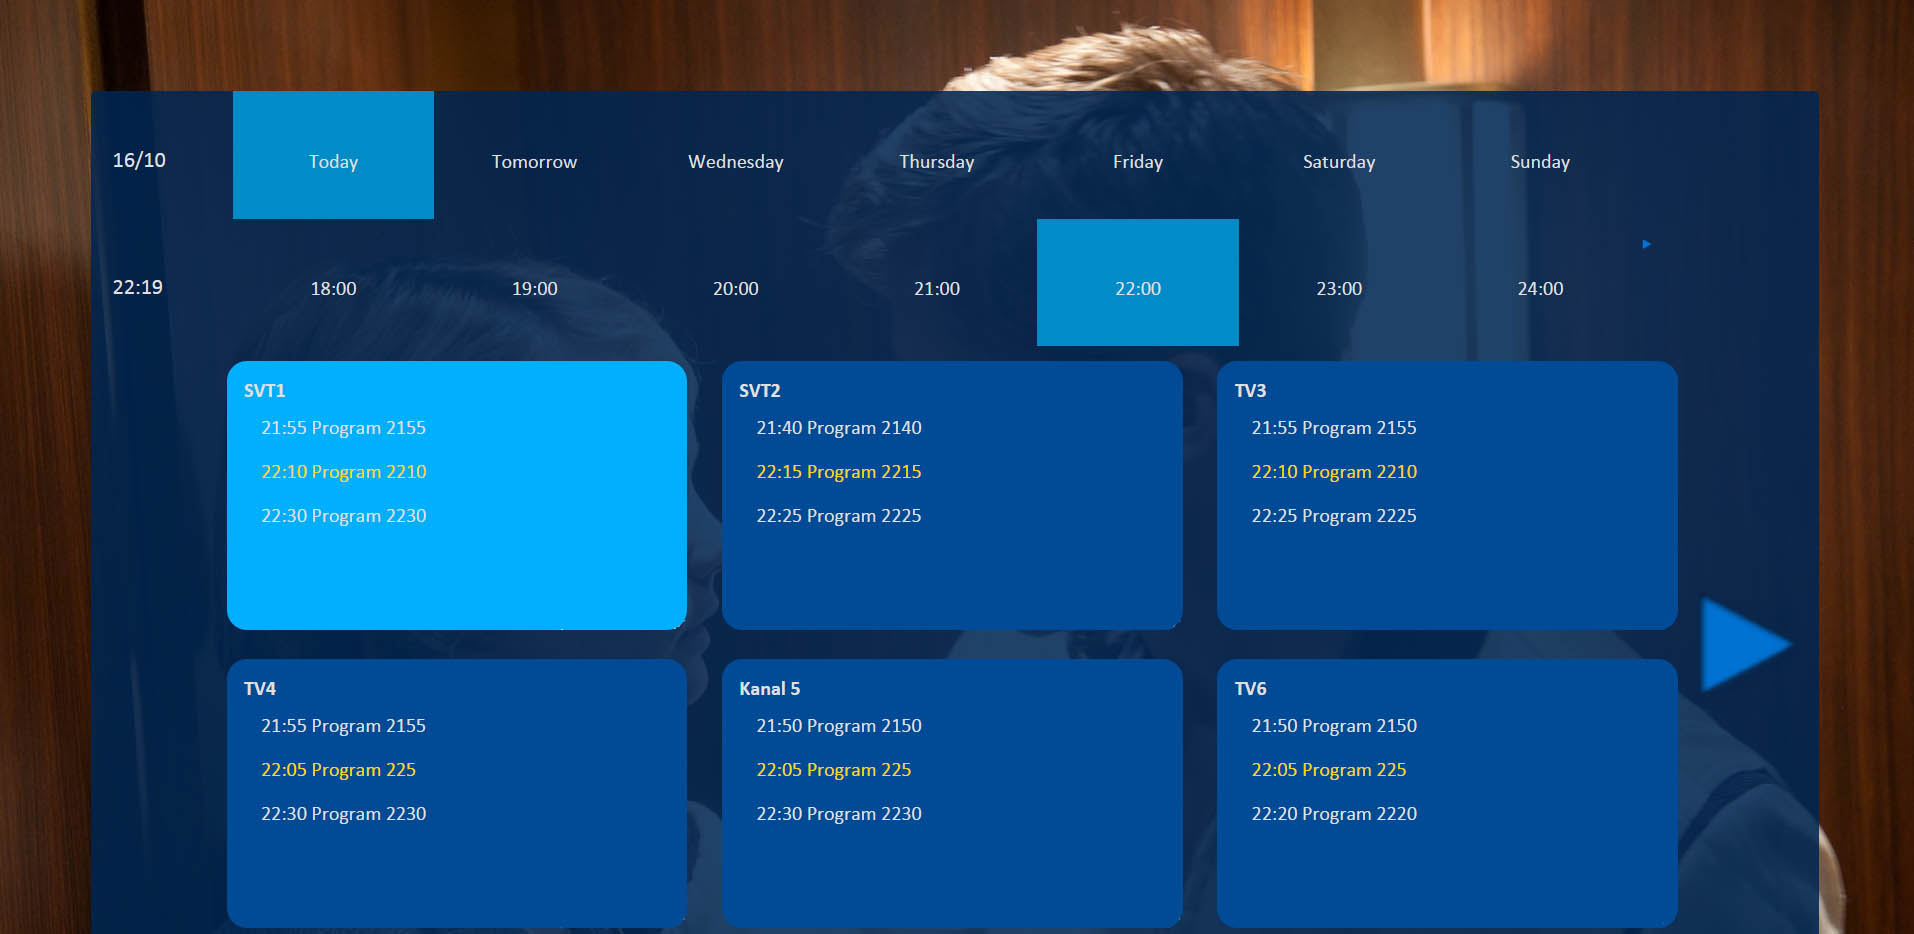 16/10 Today Tomorrow Wednesday Thursday Friday Saturday Sunday
22:19 18:00 19:00 20:00 21:00 22:00 23:00 24:00
SVT1
21:55 Program 2155
22:10 Program 2210
22:30 Program 2230
SVT2
21:40 Program 2140
22:15 Program 2215
22:25 Program 2225
TV3
21:55 Program 2155
22:10 Program 2210
22:25 Program 2225
TV4
21:55 Program 2155
22:05 Program 225
22:30 Program 2230
Kanal 5
21:50 Program 2150
22:05 Program 225
22:30 Program 2230
TV6
21:50 Program 2150
22:05 Program 225
22:20 Program 2220